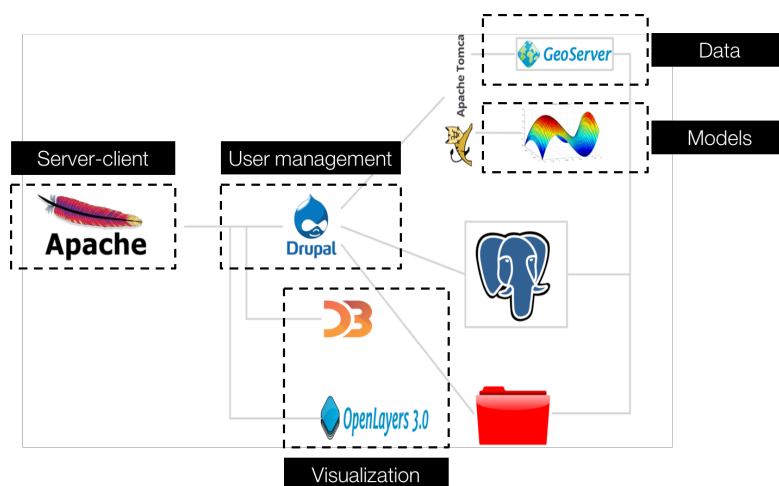 Apache Tomca
GeoServer
Data
Models
Server-client
User management
Apache
Drupal
D3
OpenLayers 3.0
Visualization